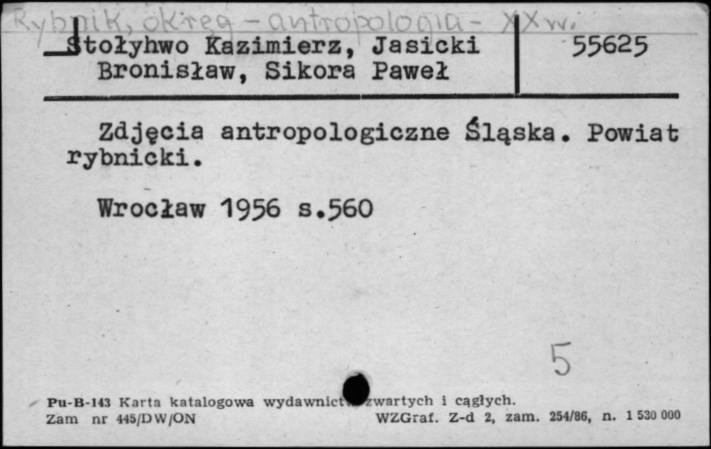 Rybnik, okręg - antropologia - XX w.
Stołyhwo Kazimierz, Jasicki 55625
Bronisław, Sikora Paweł
Zdjęcia antropologiczne Śląska. Powiat
rybnicki.
Wrocław 1956 s.560
5
Pu-B-143 Karta katalogowa wydawnict zwartych i ciągłych.
Zam nr 445/DW/ON WZGraf. Z-d 2, zam. 254/86, n. 1 530 000